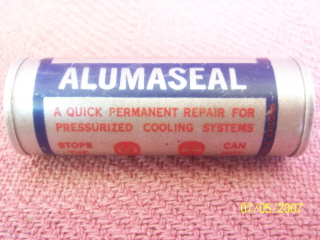 ALUMASEAL
A QUICK PERMANENT REPAIR FOR
PRESSURIZED COOLING SYSTEMS
STOPS CAN
07/05/2007